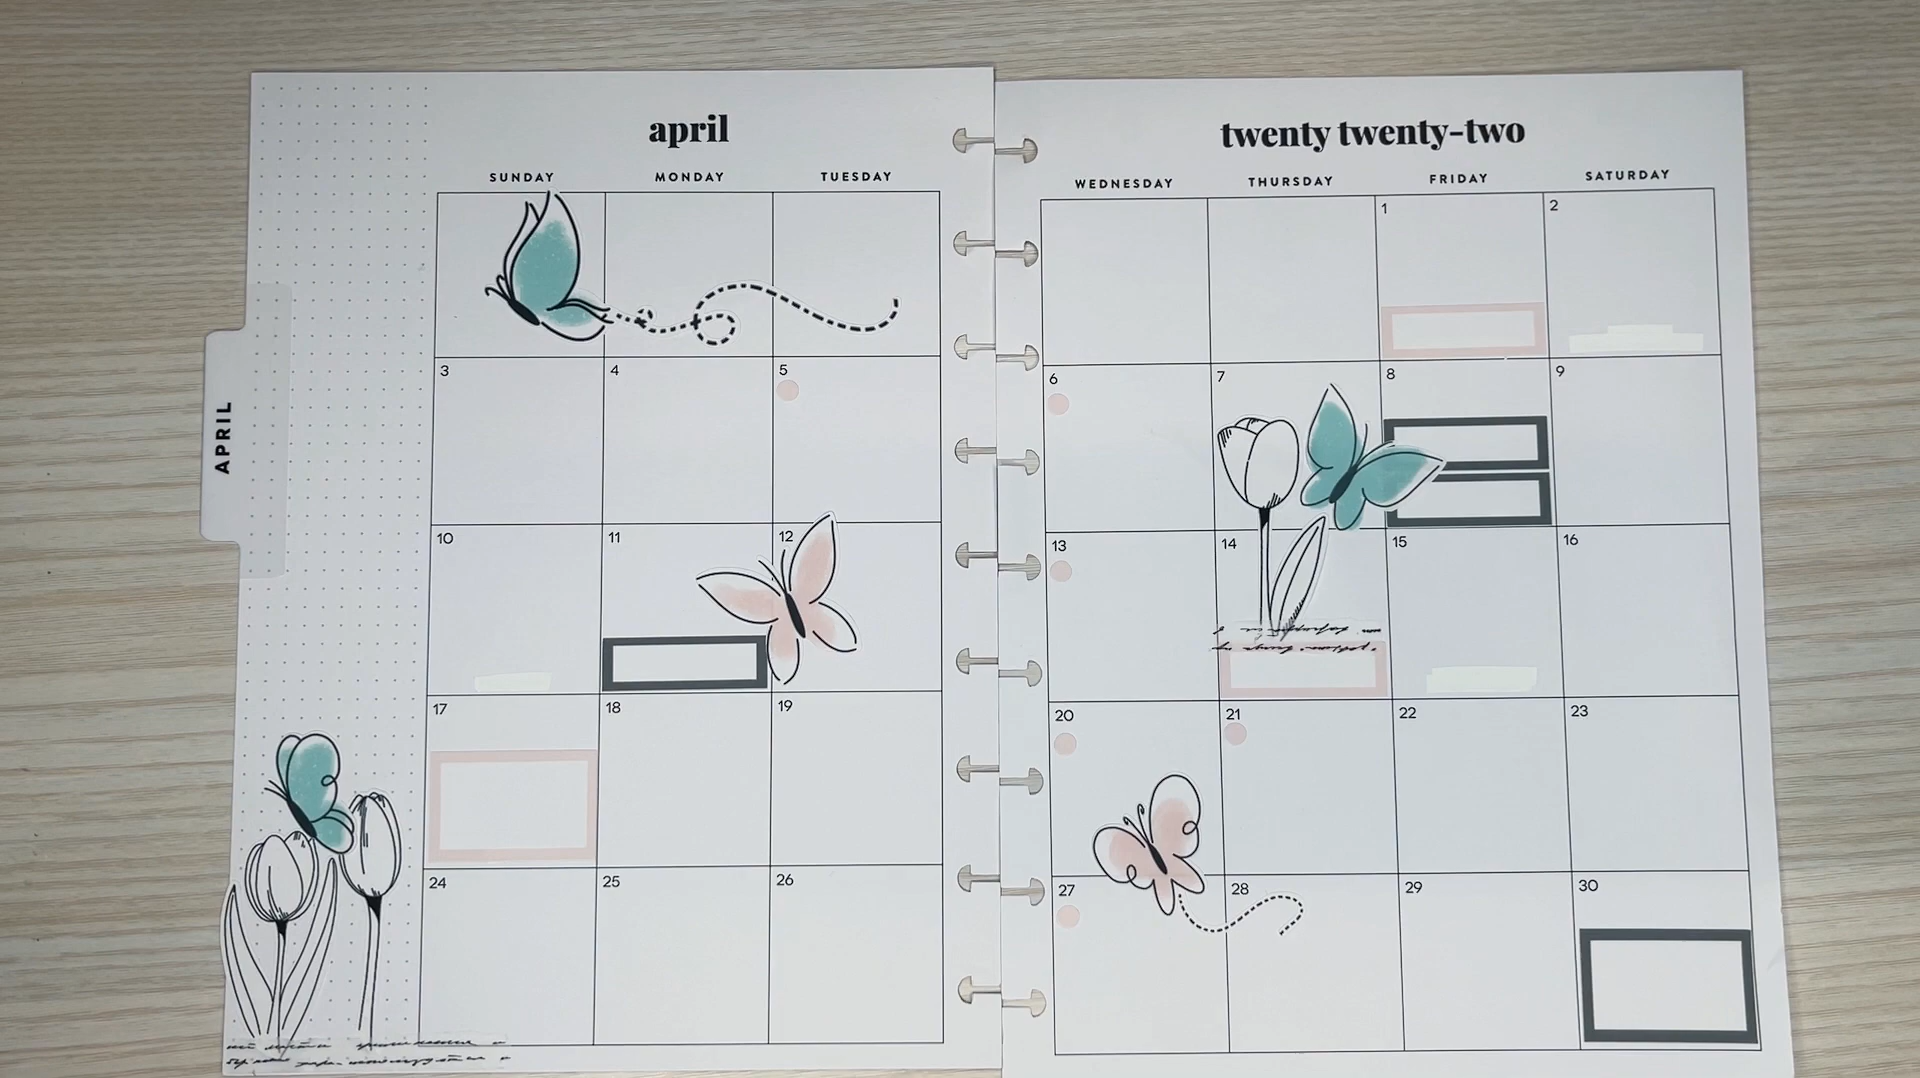 april
twenty twenty-two
SUNDAY MONDAY TUESDAY
WEDNESDAY THURSDAY FRIDAY SATURDAY
1 2
3 4 5
6 7 8 9
APRIL
10 11 12
13 14 15 16
17 18 19
20 21 22 23
24 25 26
27 28 29 30